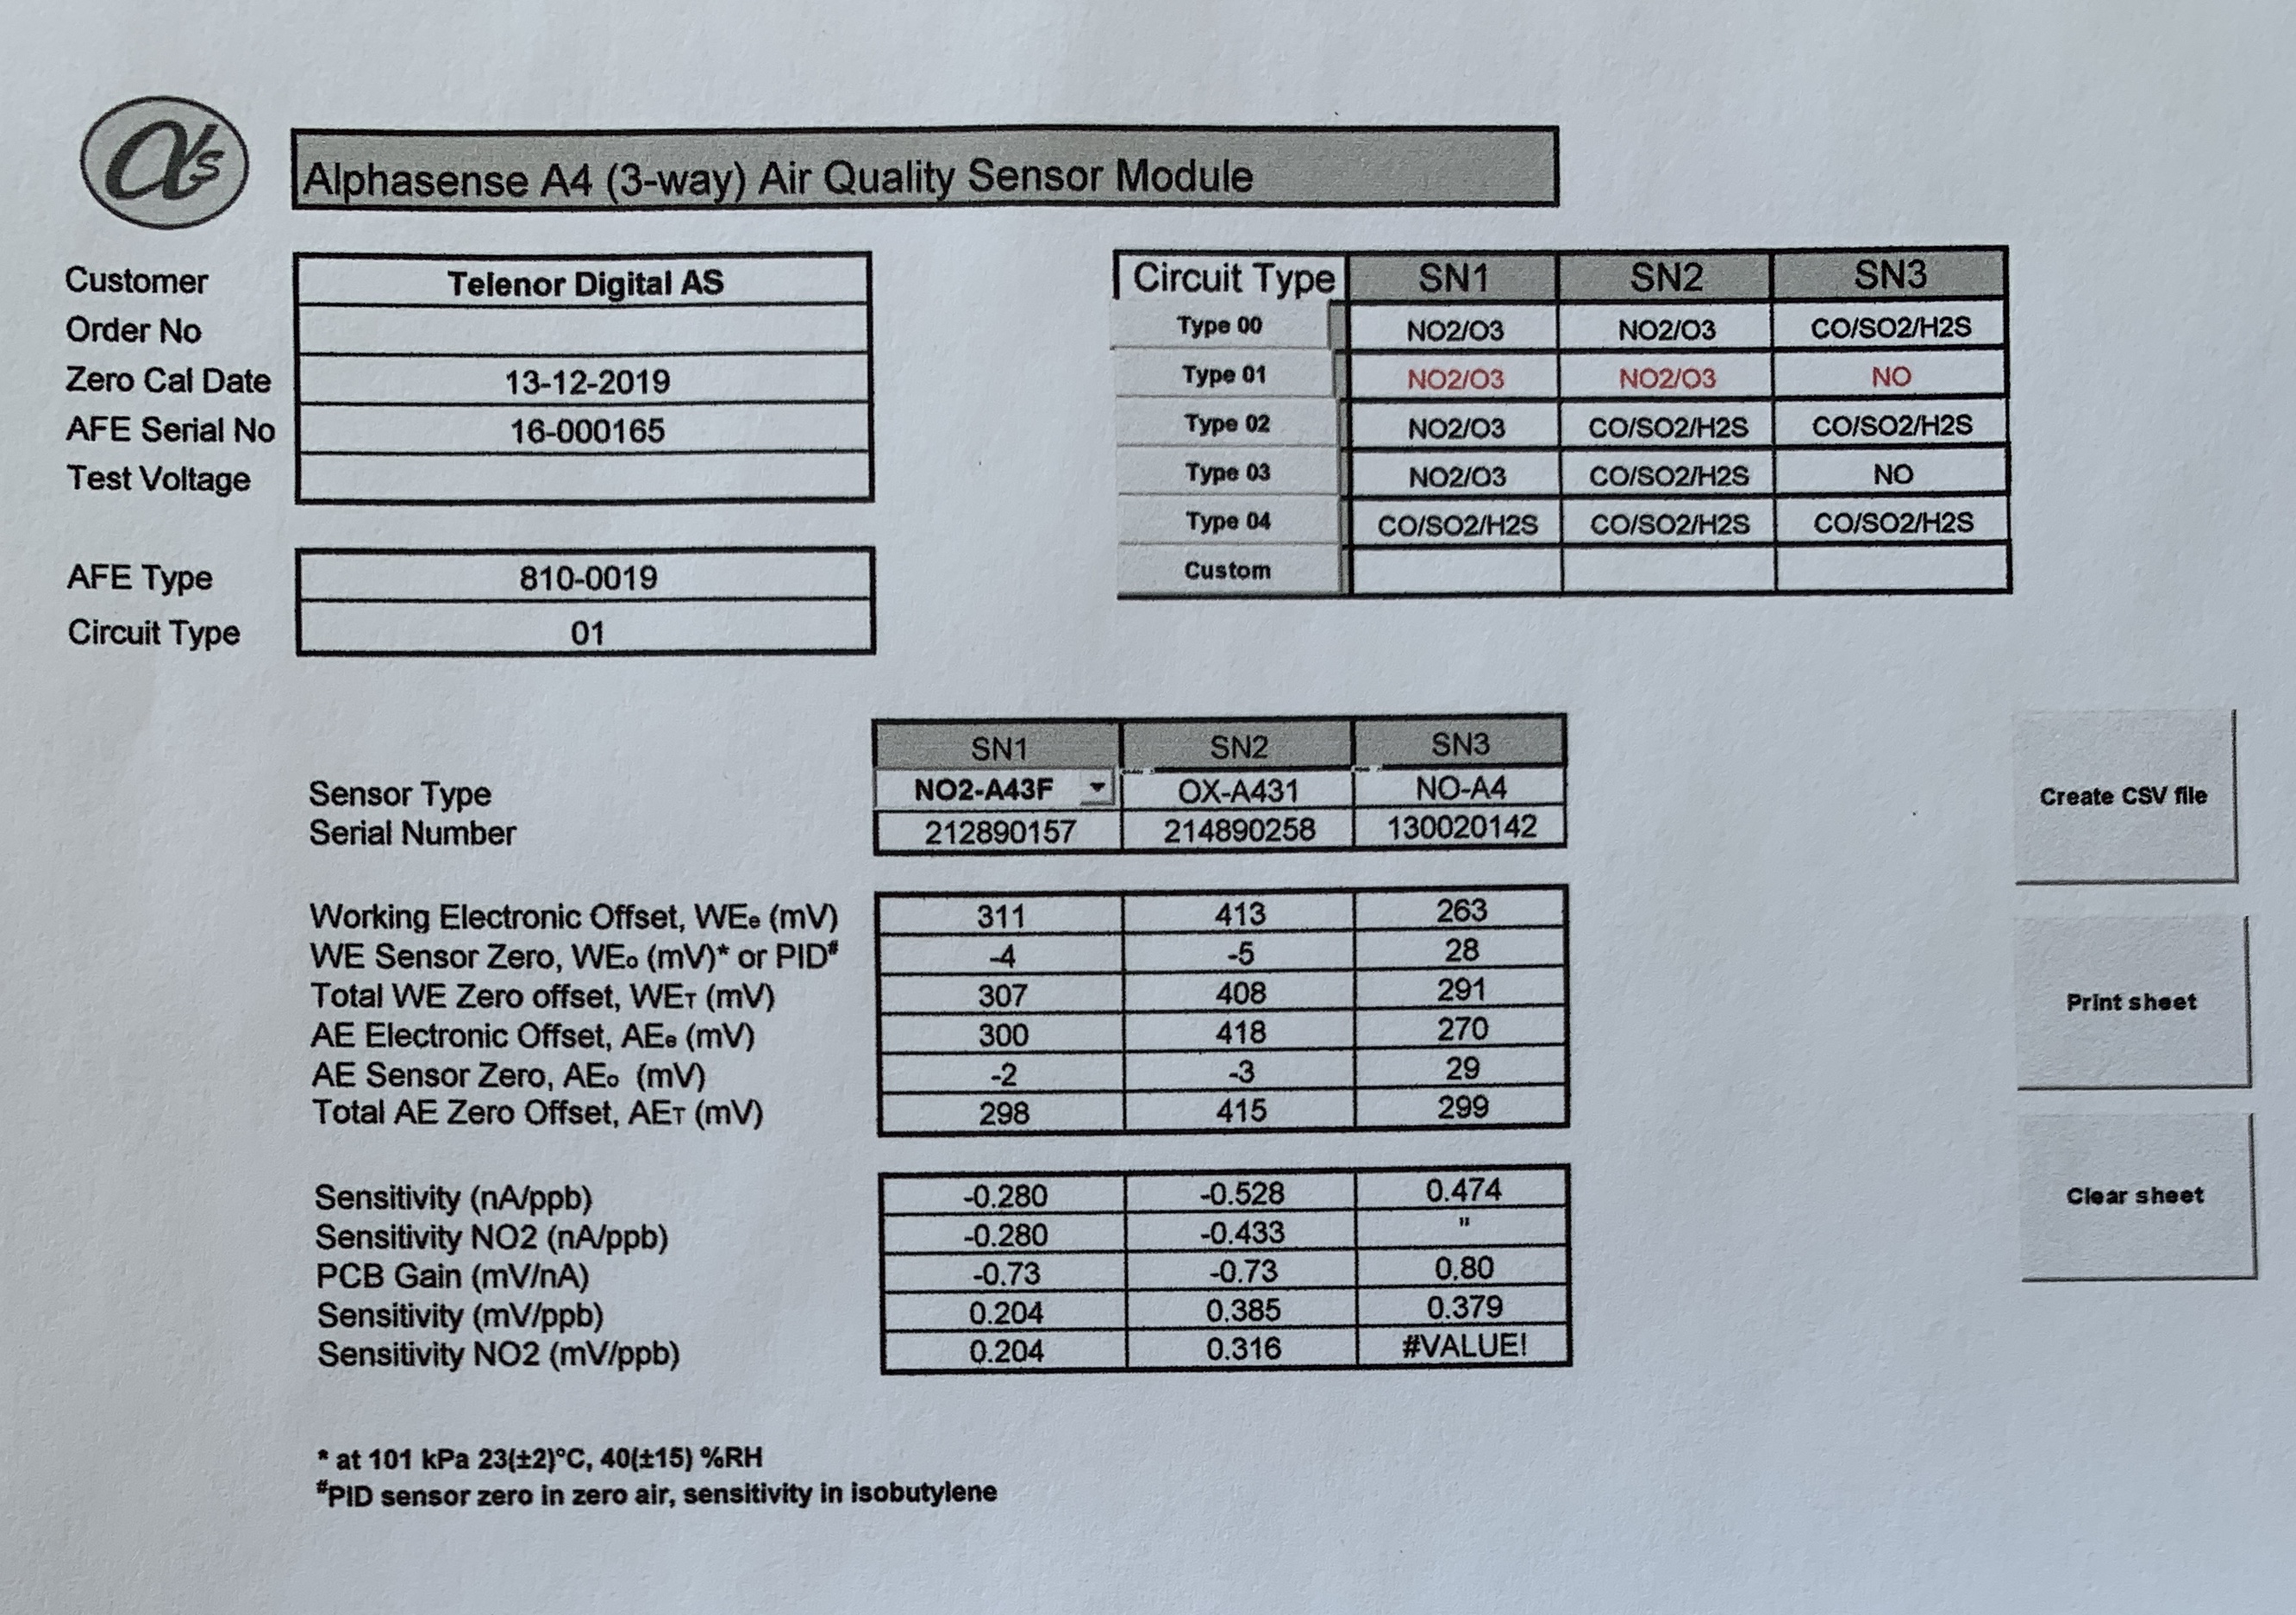 α's
Alphasense A4 (3-way) Air Quality Sensor Module
Customer Telenor Digital AS
Order No
Zero Cal Date 13-12-2019
AFE Serial No 16-000165
Test Voltage
AFE Type 810-0019
Circuit Type 01
Circuit Type SN1 SN2 SN3
Type 00 NO2/O3 NO2/O3 CO/SO2/H2S
Type 01 NO2/O3 NO2/O3 NO
Type 02 NO2/O3 CO/SO2/H2S CO/SO2/H2S
Type 03 NO2/O3 CO/SO2/H2S NO
Type 04 CO/SO2/H2S CO/SO2/H2S CO/SO2/H2S
Custom
SN1 SN2 SN3
Sensor Type NO2-A43F OX-A431 NO-A4
Serial Number 212890157 214890258 130020142
Working Electronic Offset, WEe (mV) 311 413 263
WE Sensor Zero, WEo (mV)* or PID# -4 -5 28
Total WE Zero offset, WET (mV) 307 408 291
AE Electronic Offset, AEe (mV) 300 418 270
AE Sensor Zero, AEo (mV) -2 -3 29
Total AE Zero Offset, AET (mV) 298 415 299
Sensitivity (nA/ppb) -0.280 -0.528 0.474
Sensitivity NO2 (nA/ppb) -0.280 -0.433 "
PCB Gain (mV/nA) -0.73 -0.73 0.80
Sensitivity (mV/ppb) 0.204 0.385 0.379
Sensitivity NO2 (mV/ppb) 0.204 0.316 #VALUE!
Create CSV file
Print sheet
Clear sheet
* at 101 kPa 23(±2)°C, 40(±15) %RH
#PID sensor zero in zero air, sensitivity in isobutylene